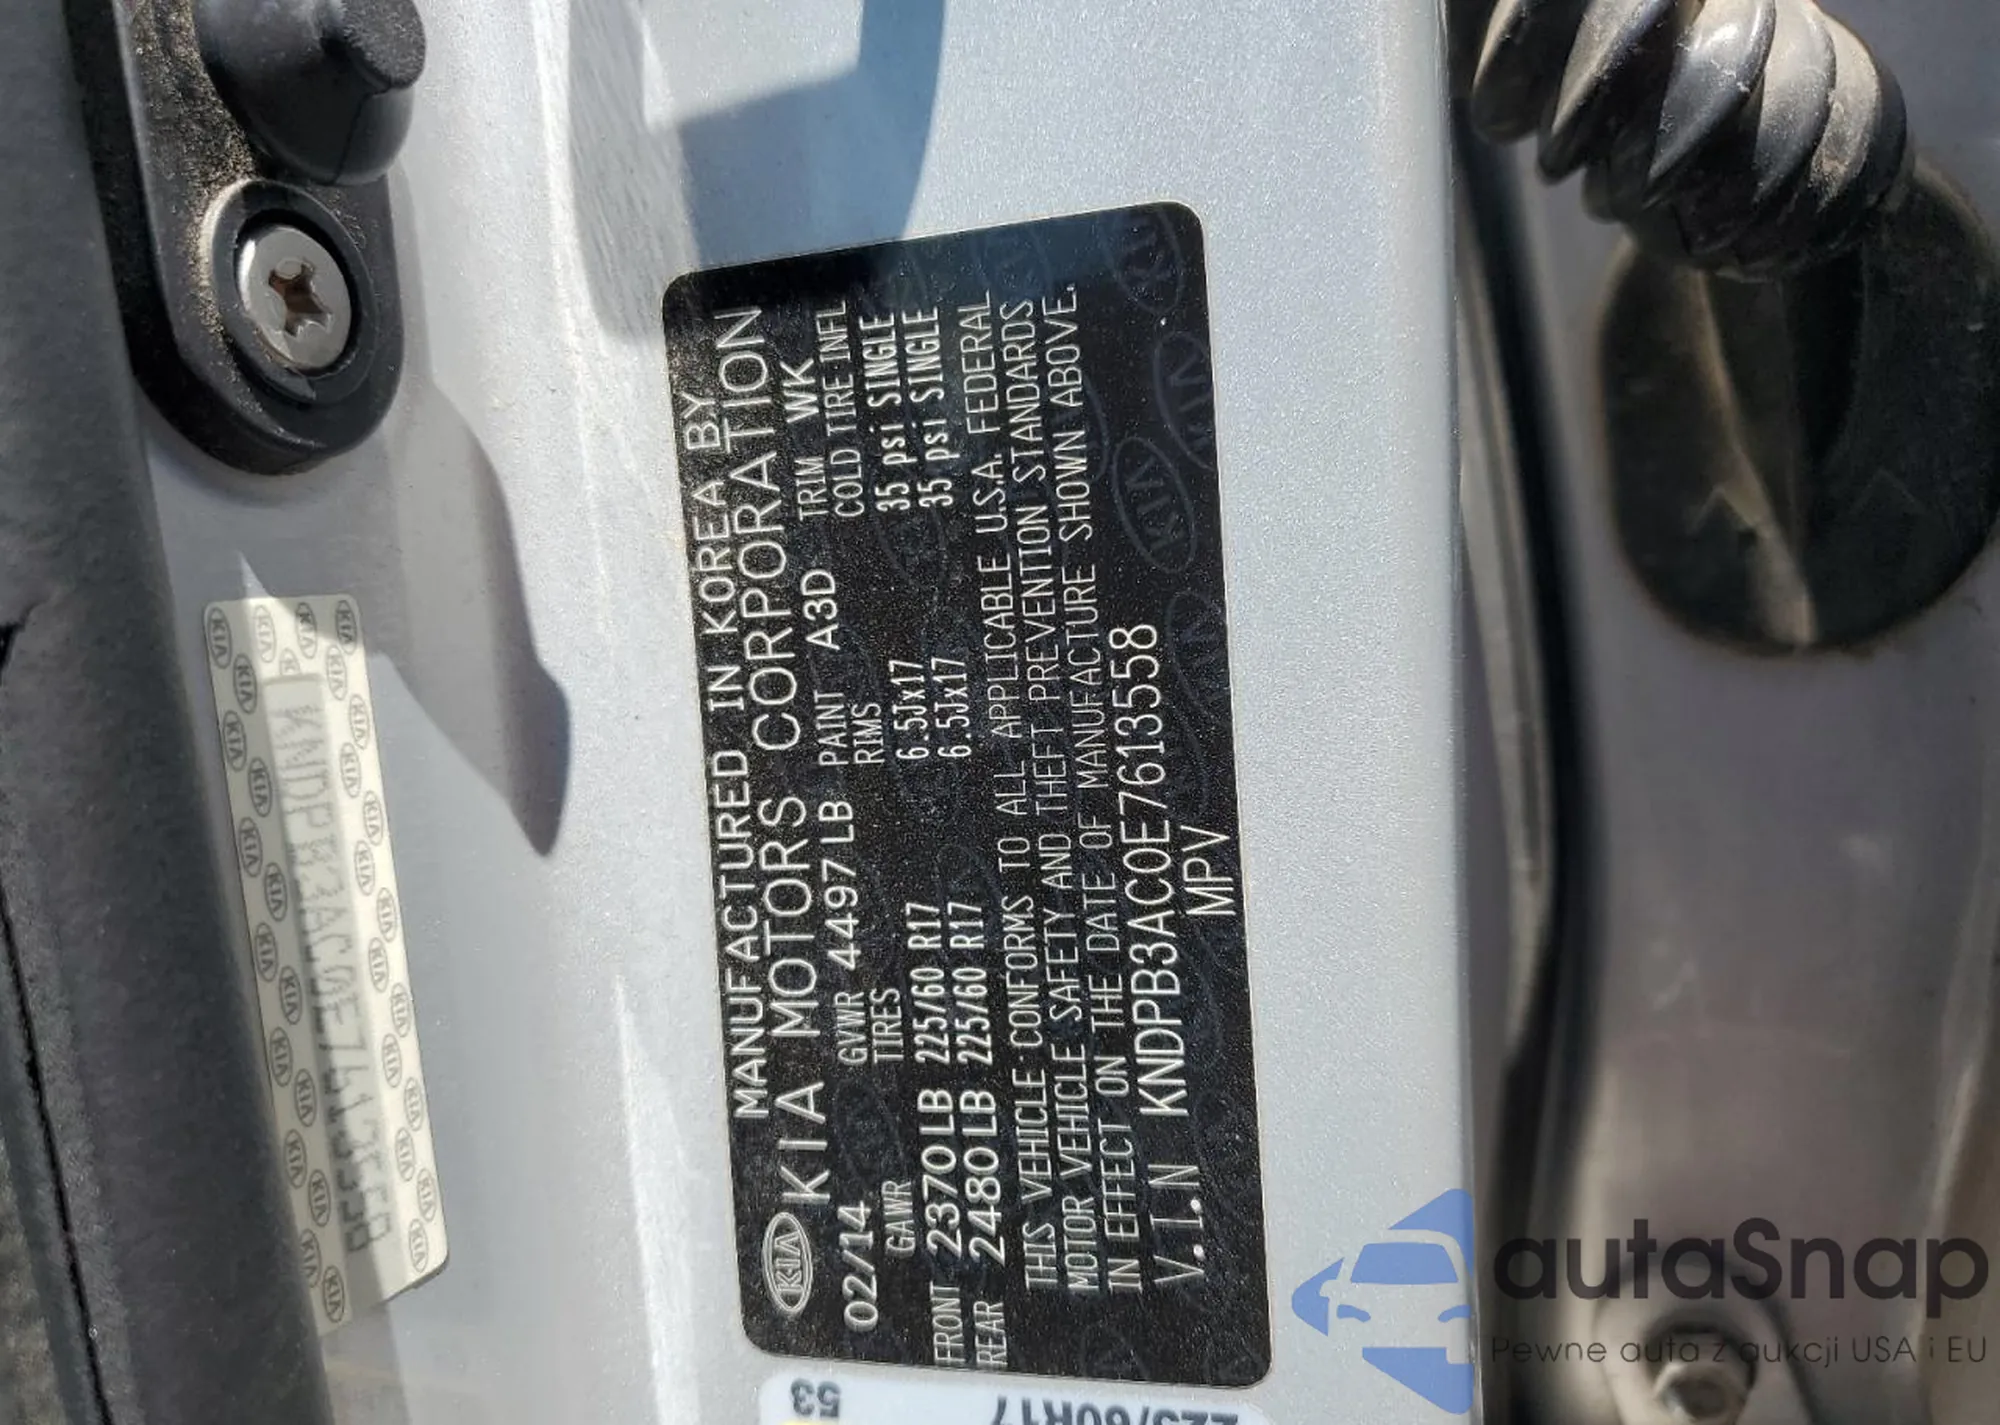 MANUFACTURED IN KOREA BY
KIA KIA MOTORS CORPORATION
02/14 GVWR 4497 LB PAINT A3D TRIM WK
GAWR TIRES RIMS COLD TIRE INFL
FRONT 2370LB 225/60 R17 6.5Jx17 35 psi SINGLE
REAR 2480LB 225/60 R17 6.5Jx17 35 psi SINGLE
THIS VEHICLE CONFORMS TO ALL APPLICABLE U.S.A. FEDERAL
MOTOR VEHICLE SAFETY AND THEFT PREVENTION STANDARDS
IN EFFECT ON THE DATE OF MANUFACTURE SHOWN ABOVE.
V.I.N KNDPB3AC0E7613558
MPV
KNDPB3AC0E7613558
225/60R17
53
autaSnap
Pewne auta z aukcji USA i EU